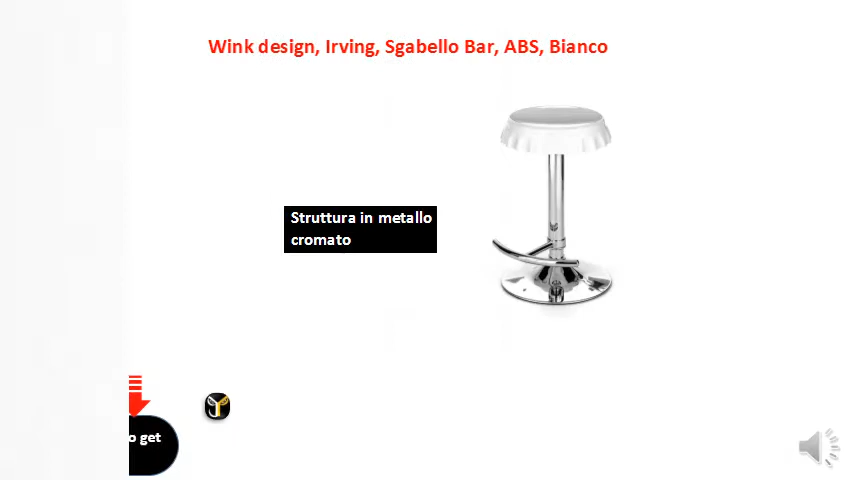 Wink design, Irving, Sgabello Bar, ABS, Bianco
Struttura in metallo
cromato
get